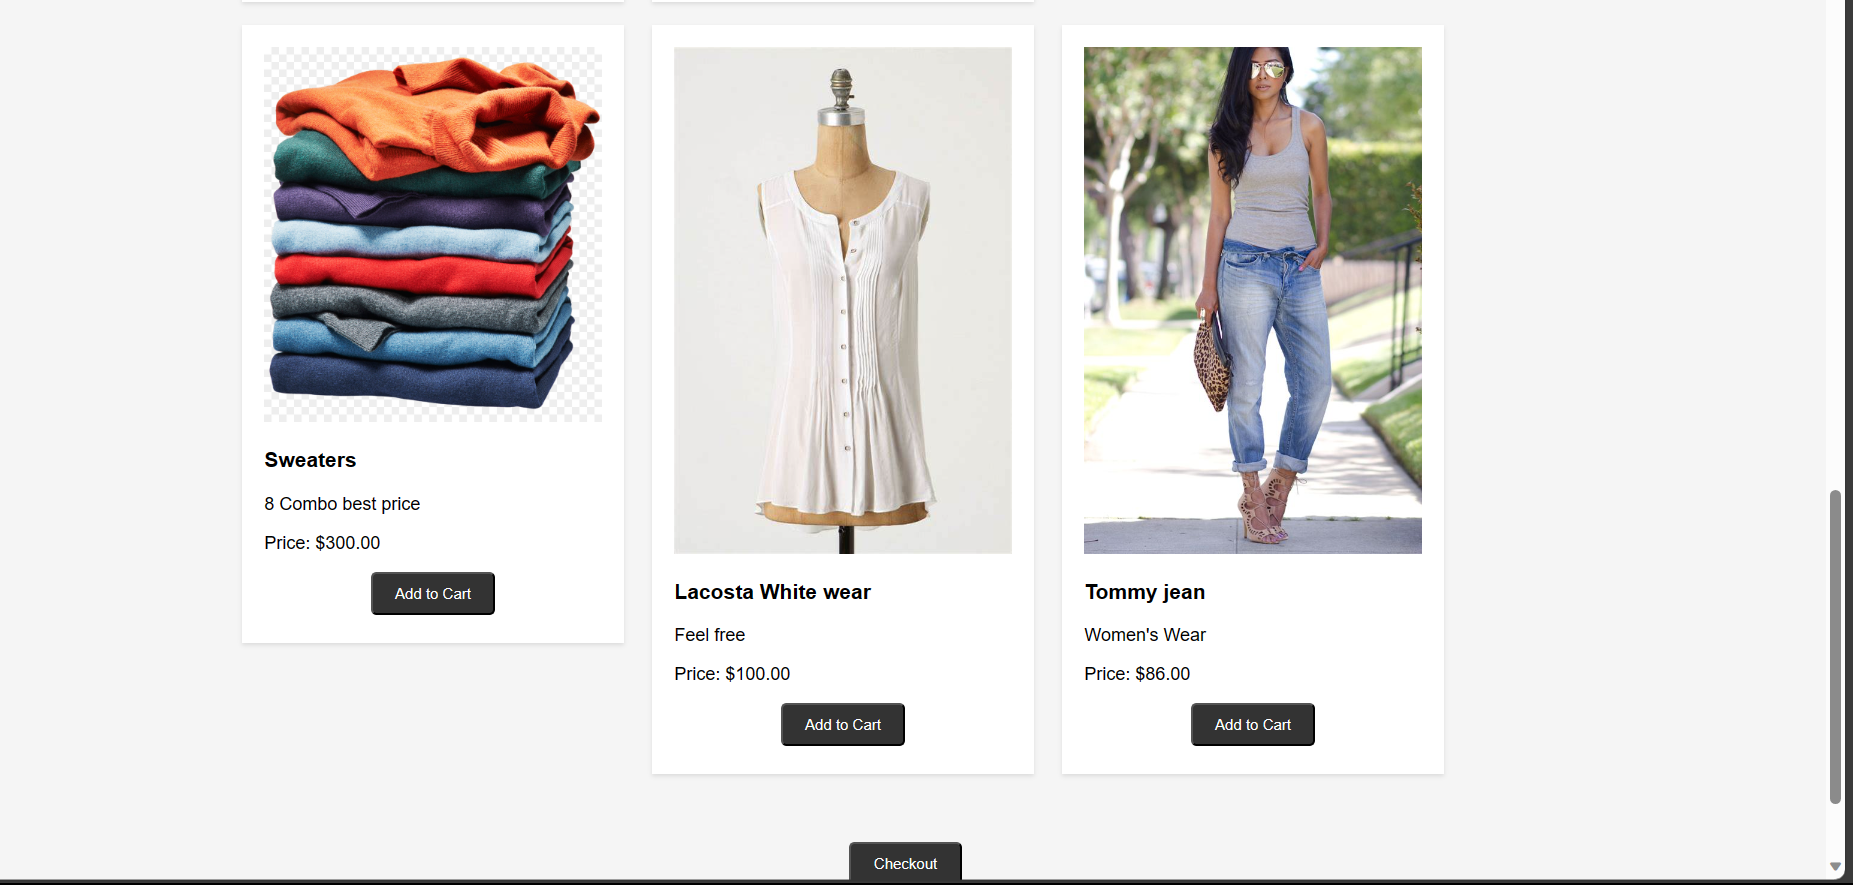 Sweaters
8 Combo best price
Price: $300.00
Add to Cart
Lacosta White wear
Feel free
Price: $100.00
Add to Cart
Tommy jean
Women's Wear
Price: $86.00
Add to Cart
Checkout